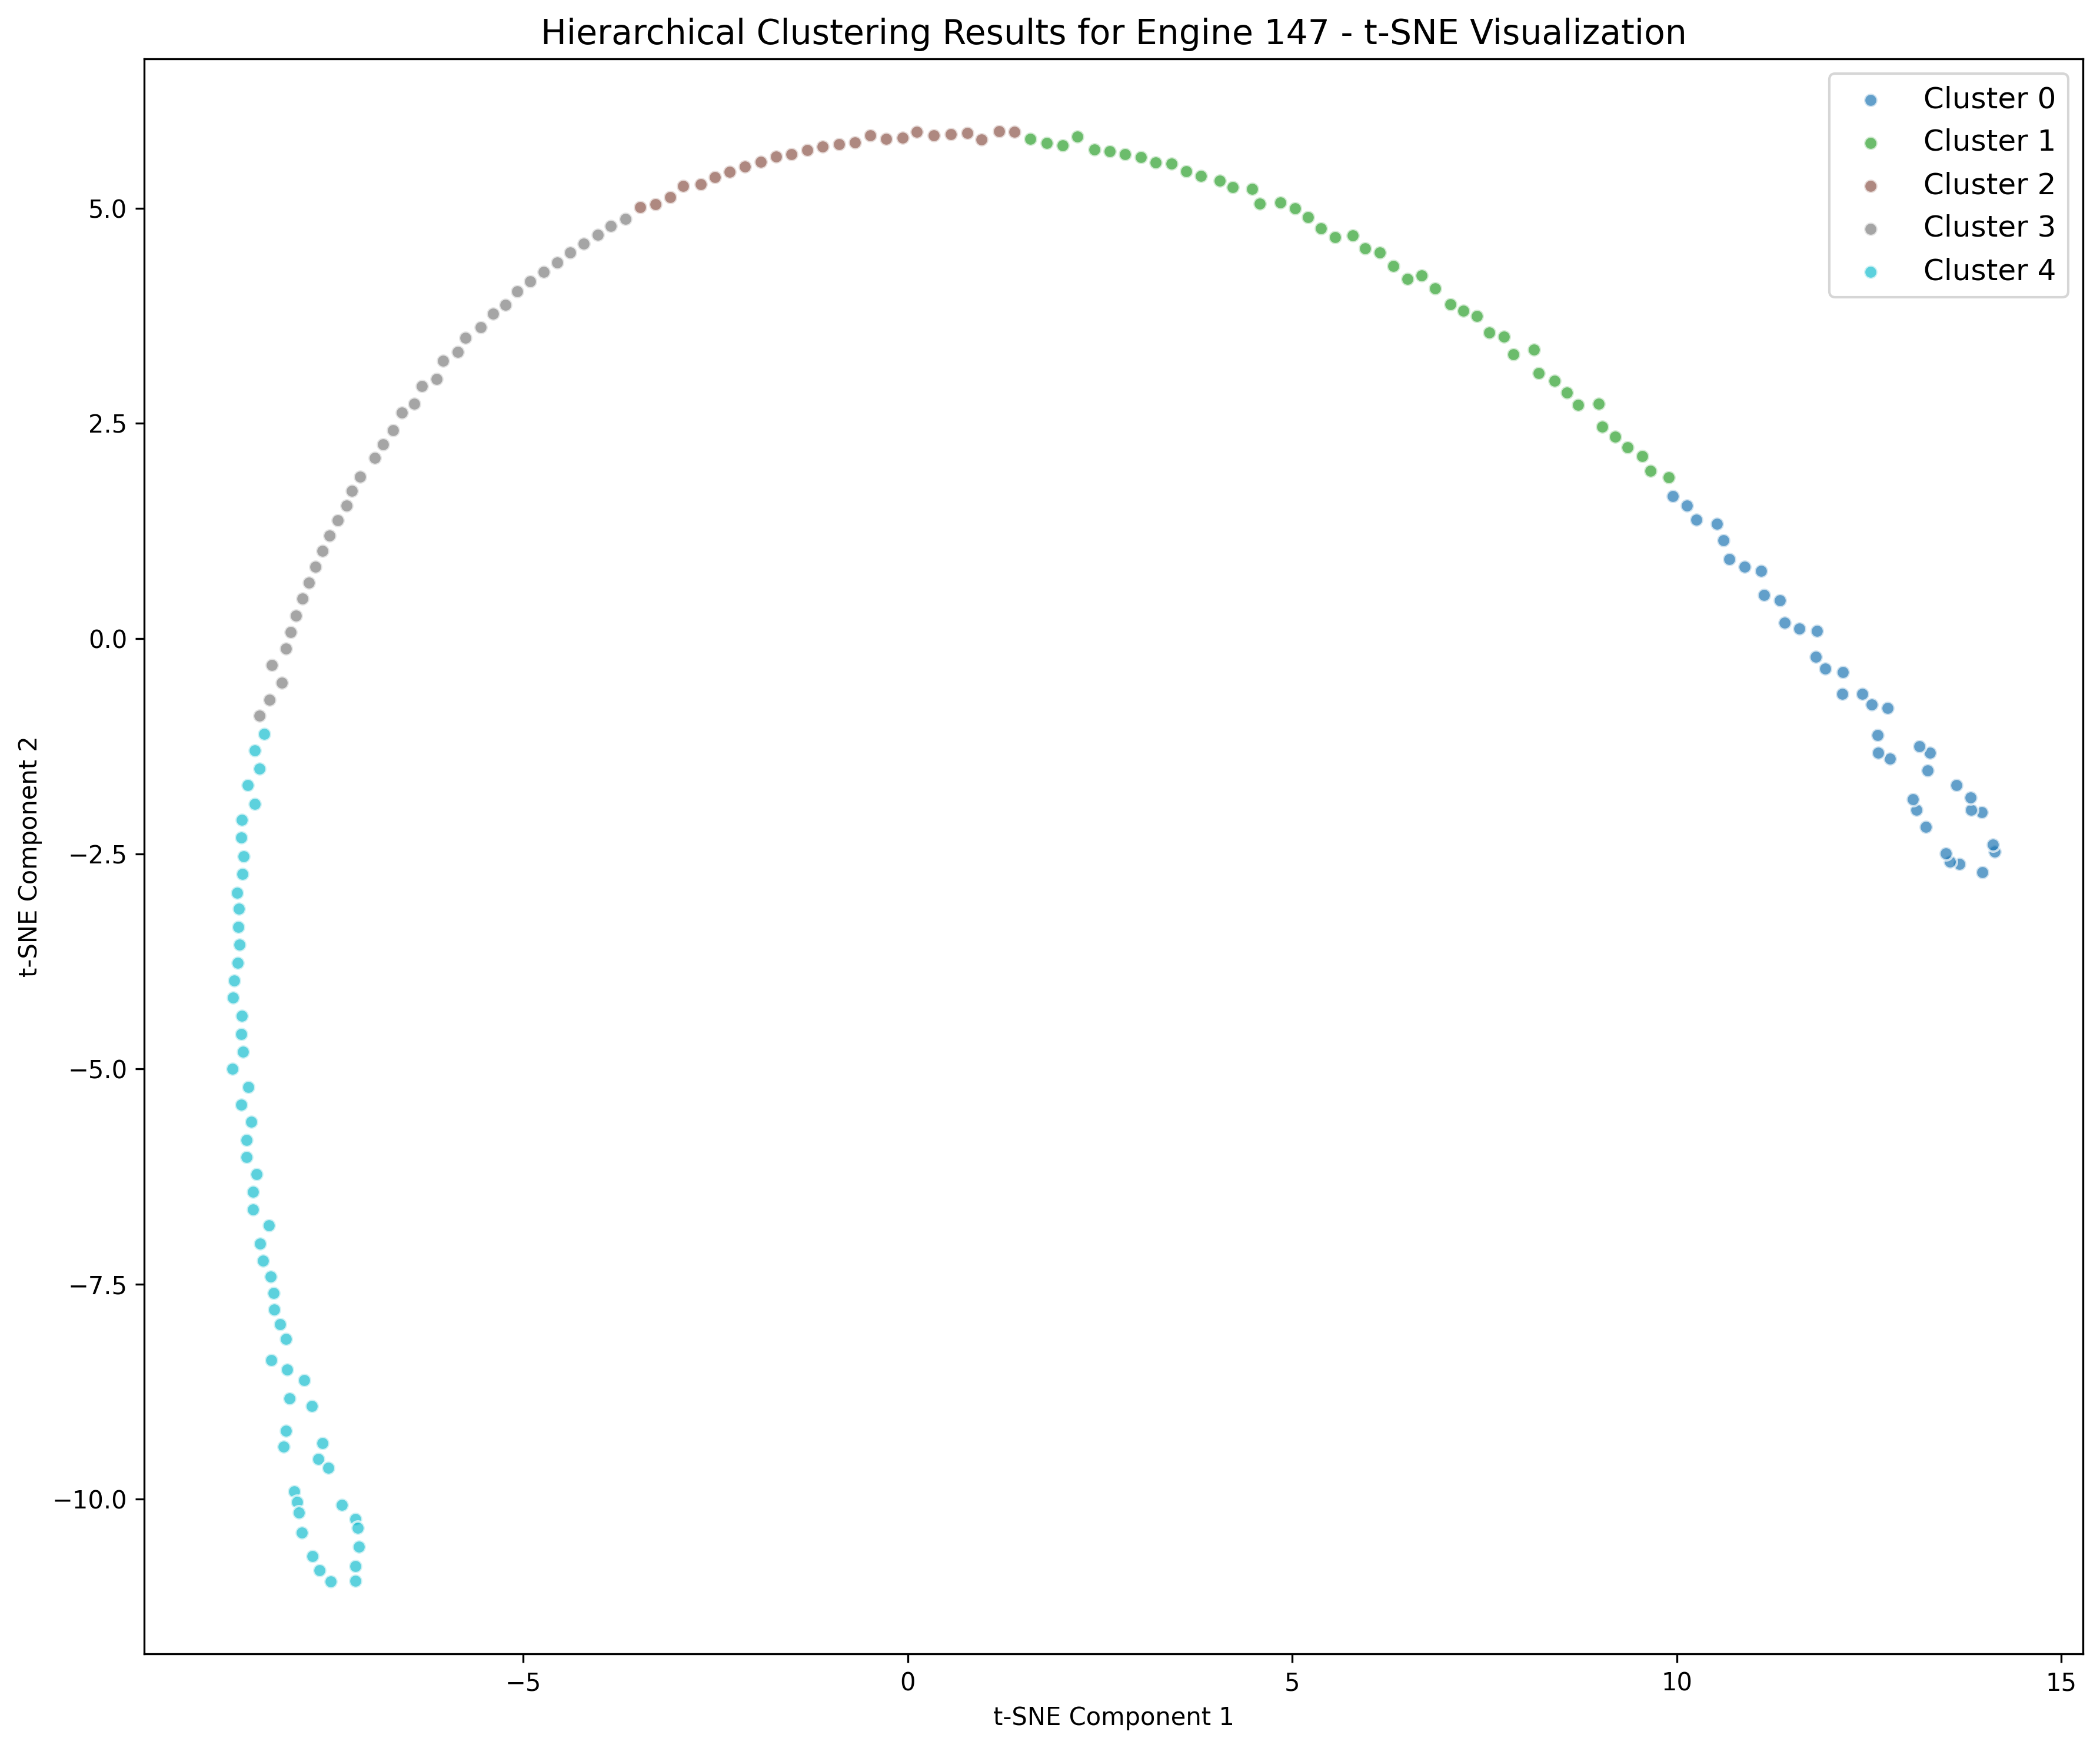 Hierarchical Clustering Results for Engine 147 - t-SNE Visualization
Cluster 0
Cluster 1
Cluster 2
Cluster 3
Cluster 4
5.0
2.5
0.0
−2.5
−5.0
−7.5
−10.0
t-SNE Component 2
−5
0
5
10
15
t-SNE Component 1